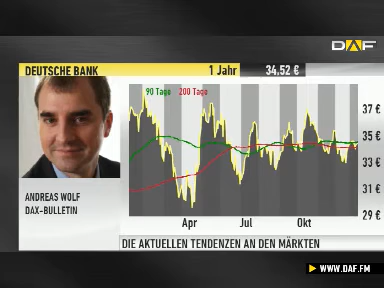 DAF
DEUTSCHE BANK
1 Jahr
34,52 €
90 Tage
200 Tage
37 €
35 €
33 €
31 €
29 €
Apr
Jul
Okt
ANDREAS WOLF
DAX-BULLETIN
DIE AKTUELLEN TENDENZEN AN DEN MÄRKTEN
WWW.DAF.FM